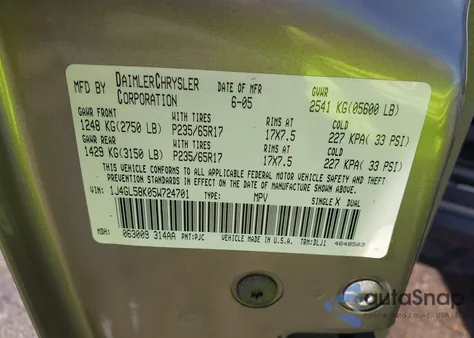 MFD BY DAIMLERCHRYSLER CORPORATION DATE OF MFR 6-05 GVWR 2541 KG(05600 LB)
GAWR FRONT WITH TIRES RIMS AT COLD
1248 KG(2750 LB) P235/65R17 17X7.5 227 KPA( 33 PSI)
GAWR REAR WITH TIRES RIMS AT COLD
1429 KG(3150 LB) P235/65R17 17X7.5 227 KPA( 33 PSI)
THIS VEHICLE CONFORMS TO ALL APPLICABLE FEDERAL MOTOR VEHICLE SAFETY, BUMPER, AND
THEFT PREVENTION STANDARDS IN EFFECT ON THE DATE OF MANUFACTURE SHOWN ABOVE.
VIN: 1J4GL58K05W724701 TYPE: MPV SINGLE X DUAL
MDH: 063009 314AA PNT:PJC VEHICLE MADE IN U.S.A. TRM:DLJ1 4648503
autaSnap